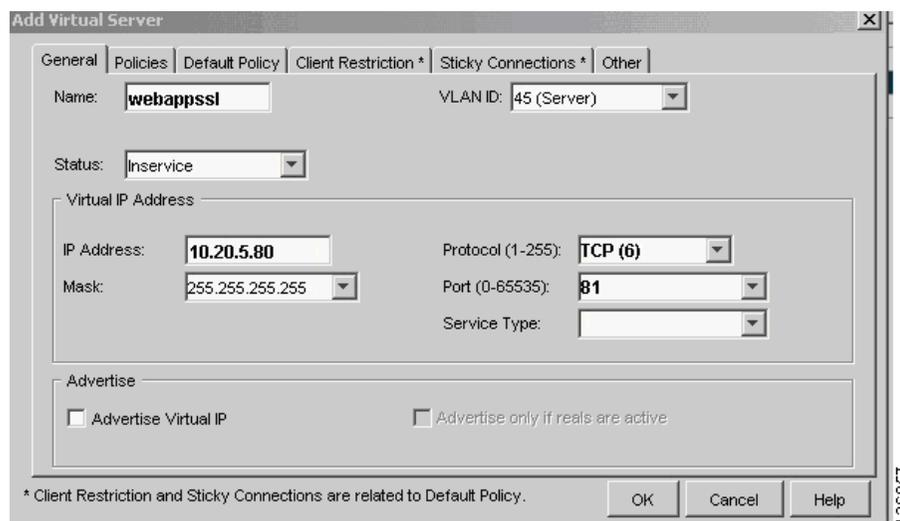 Add Virtual Server
General Policies Default Policy Client Restriction * Sticky Connections * Other
Name: webappssl VLAN ID: 45 (Server)
Status: Inservice
Virtual IP Address
IP Address: 10.20.5.80 Protocol (1-255): TCP (6)
Mask: 255.255.255.255 Port (0-65535): 81
Service Type:
Advertise
Advertise Virtual IP Advertise only if reals are active
* Client Restriction and Sticky Connections are related to Default Policy.
OK Cancel Help